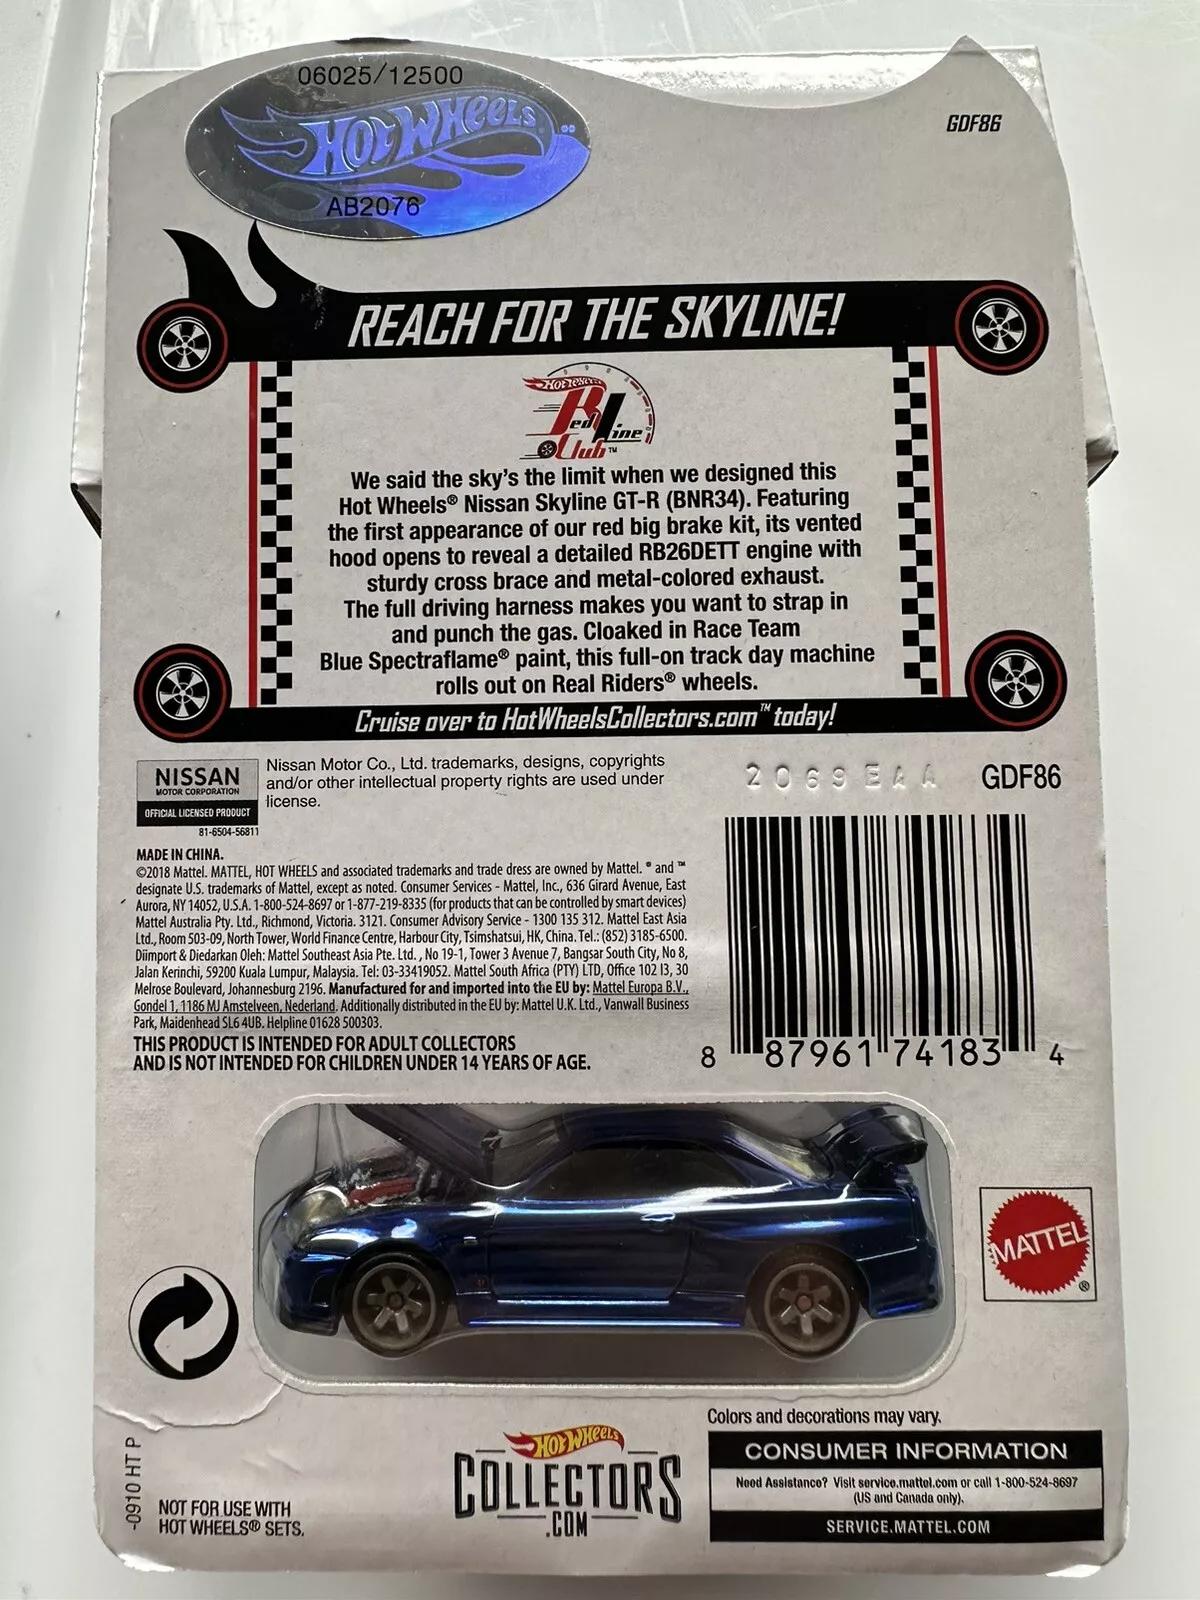 06025/12500
HOT WHEELS
AB2076
GDF86
REACH FOR THE SKYLINE!
HOT WHEELS
Red Line
Club™
We said the sky's the limit when we designed this
Hot Wheels® Nissan Skyline GT-R (BNR34). Featuring
the first appearance of our red big brake kit, its vented
hood opens to reveal a detailed RB26DETT engine with
sturdy cross brace and metal-colored exhaust.
The full driving harness makes you want to strap in
and punch the gas. Cloaked in Race Team
Blue Spectraflame® paint, this full-on track day machine
rolls out on Real Riders® wheels.
Cruise over to HotWheelsCollectors.com™ today!
NISSAN
MOTOR CORPORATION
OFFICIAL LICENSED PRODUCT
81-6504-56811
Nissan Motor Co., Ltd. trademarks, designs, copyrights
and/or other intellectual property rights are used under
license.
2069EAA
GDF86
MADE IN CHINA.
©2018 Mattel. MATTEL, HOT WHEELS and associated trademarks and trade dress are owned by Mattel. ® and ™
designate U.S. trademarks of Mattel, except as noted. Consumer Services - Mattel, Inc., 636 Girard Avenue, East
Aurora, NY 14052, U.S.A. 1-800-524-8697 or 1-877-219-8335 (for products that can be controlled by smart devices)
Mattel Australia Pty. Ltd., Richmond, Victoria. 3121. Consumer Advisory Service - 1300 135 312. Mattel East Asia
Ltd., Room 503-09, North Tower, World Finance Centre, Harbour City, Tsimshatsui, HK, China. Tel.: (852) 3185-6500.
Diimport & Diedarkan Oleh: Mattel Southeast Asia Pte. Ltd. , No 19-1, Tower 3 Avenue 7, Bangsar South City, No 8,
Jalan Kerinchi, 59200 Kuala Lumpur, Malaysia. Tel: 03-33419052. Mattel South Africa (PTY) LTD, Office 102 I3, 30
Melrose Boulevard, Johannesburg 2196. Manufactured for and imported into the EU by: Mattel Europa B.V.,
Gondel 1, 1186 MJ Amstelveen, Nederland. Additionally distributed in the EU by: Mattel U.K. Ltd., Vanwall Business
Park, Maidenhead SL6 4UB. Helpline 01628 500303.
THIS PRODUCT IS INTENDED FOR ADULT COLLECTORS
AND IS NOT INTENDED FOR CHILDREN UNDER 14 YEARS OF AGE.
8 87961 74183 4
MATTEL
®
-0910 HT P
NOT FOR USE WITH
HOT WHEELS® SETS.
HOT WHEELS
COLLECTORS
.COM
Colors and decorations may vary.
CONSUMER INFORMATION
Need Assistance? Visit service.mattel.com or call 1-800-524-8697
(US and Canada only).
SERVICE.MATTEL.COM